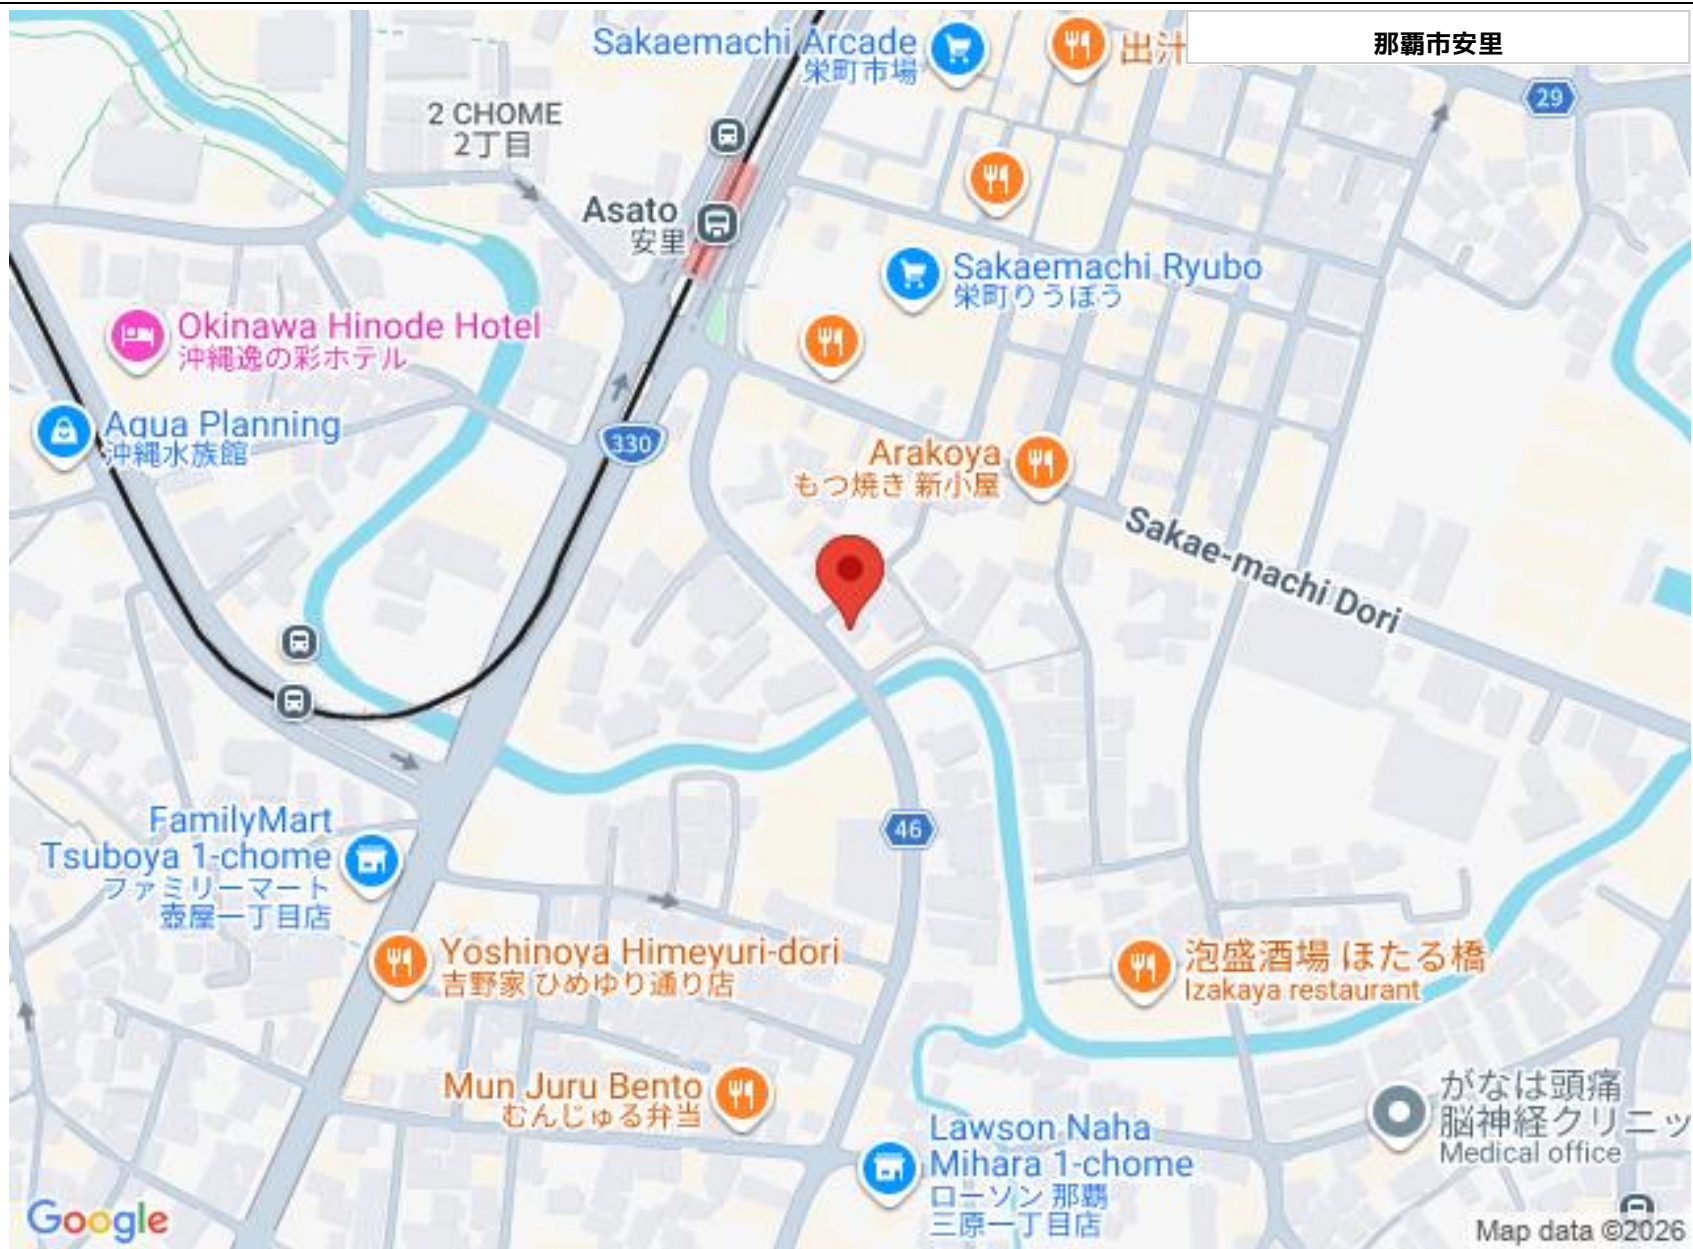 那覇市安里
Sakaemachi Arcade
栄町市場
出汁
29
2 CHOME
2丁目
Asato
安里
Sakaemachi Ryubo
栄町りうぼう
Okinawa Hinode Hotel
沖縄逸の彩ホテル
Aqua Planning
沖縄水族館
330
Arakoya
もつ焼き 新小屋
Sakae-machi Dori
FamilyMart
Tsuboya 1-chome
ファミリーマート
壺屋一丁目店
46
Yoshinoya Himeyuri-dori
吉野家 ひめゆり通り店
泡盛酒場 ほたる橋
Izakaya restaurant
Mun Juru Bento
むんじゅる弁当
がなは頭痛
脳神経クリニッ
Medical office
Lawson Naha
Mihara 1-chome
ローソン 那覇
三原一丁目店
Google
Map data ©2026